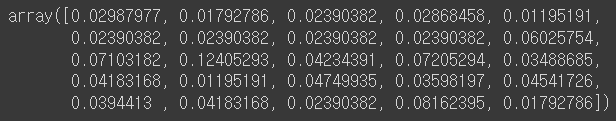 array([0.02987977, 0.01792786, 0.02390382, 0.02868458, 0.01195191,
0.02390382, 0.02390382, 0.02390382, 0.02390382, 0.06025754,
0.07103182, 0.12405293, 0.04234391, 0.07205294, 0.03488685,
0.04183168, 0.01195191, 0.04749935, 0.03598197, 0.04541726,
0.0394413 , 0.04183168, 0.02390382, 0.08162395, 0.01792786])